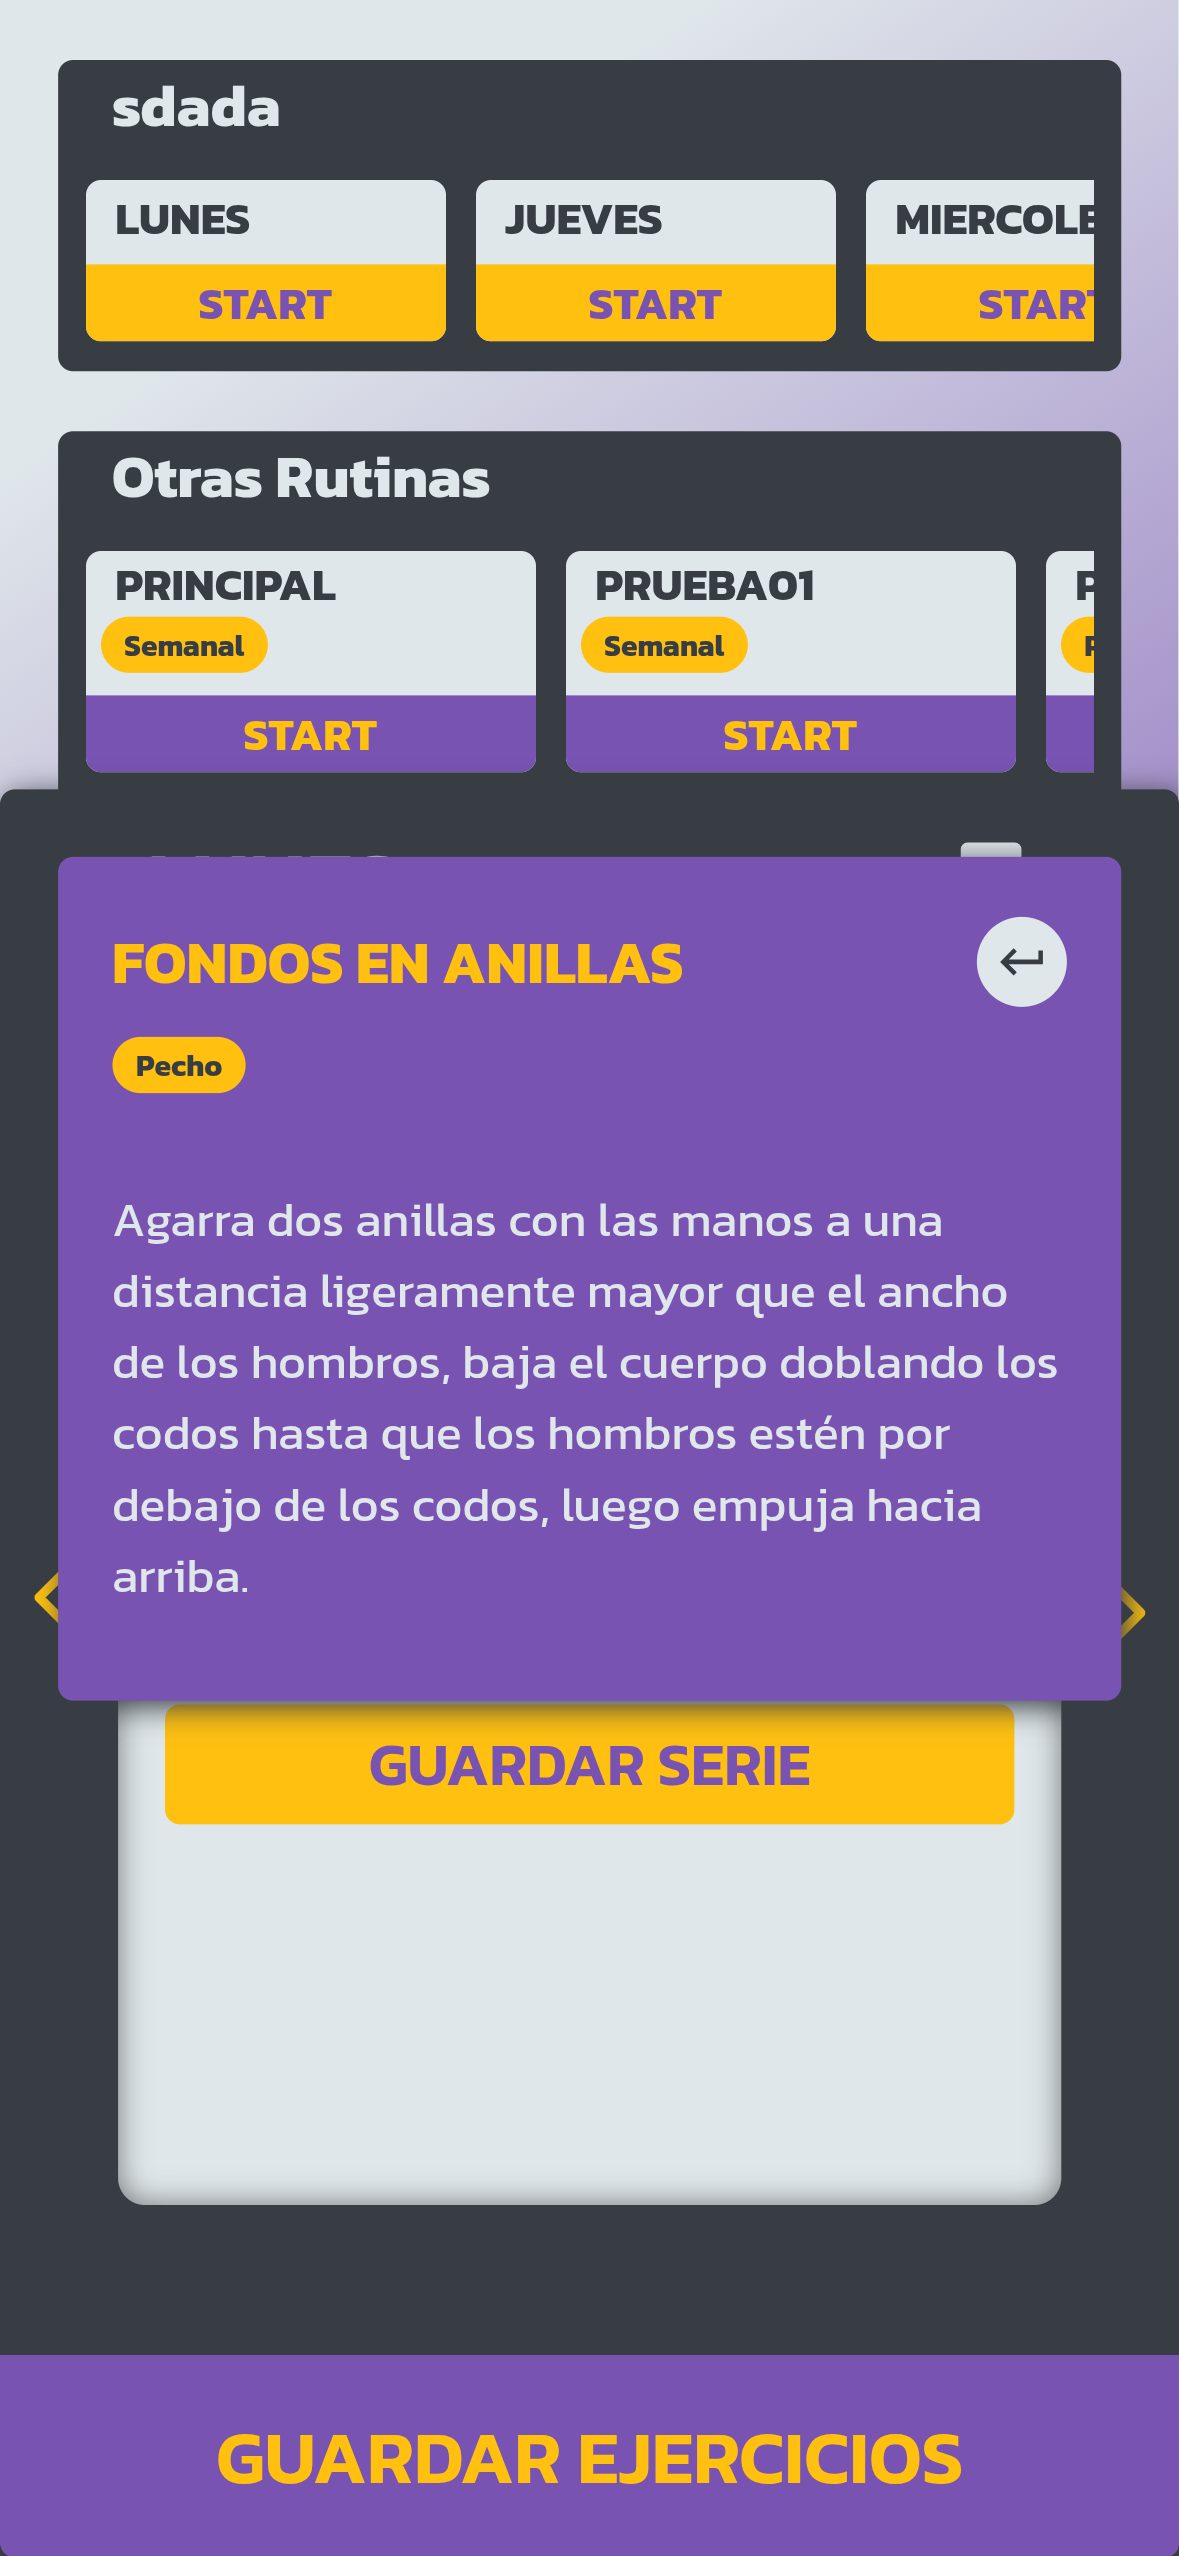 sdada
LUNES
JUEVES
MIERCOLE
START
START
START
Otras Rutinas
PRINCIPAL
PRUEBA01
P
Semanal
Semanal
START
START
FONDOS EN ANILLAS
Pecho
Agarra dos anillas con las manos a una
distancia ligeramente mayor que el ancho
de los hombros, baja el cuerpo doblando los
codos hasta que los hombros estén por
debajo de los codos, luego empuja hacia
arriba.
GUARDAR SERIE
GUARDAR EJERCICIOS